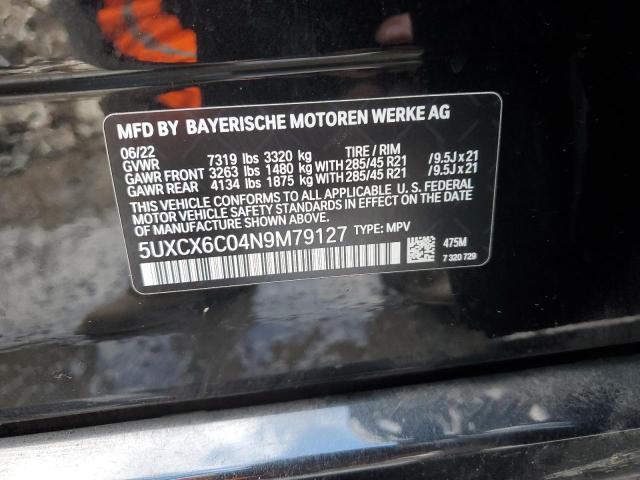 MFD BY BAYERISCHE MOTOREN WERKE AG
06/22 TIRE / RIM
GVWR 7319 lbs 3320 kg
GAWR FRONT 3263 lbs 1480 kg WITH 285/45 R21 /9.5J x 21
GAWR REAR 4134 lbs 1875 kg WITH 285/45 R21 /9.5J x 21
THIS VEHICLE CONFORMS TO ALL APPLICABLE U. S. FEDERAL
MOTOR VEHICLE SAFETY STANDARDS IN EFFECT ON THE DATE
OF MANUFACTURE SHOWN ABOVE.
5UXCX6C04N9M79127 TYPE: MPV
475M
7 320 729